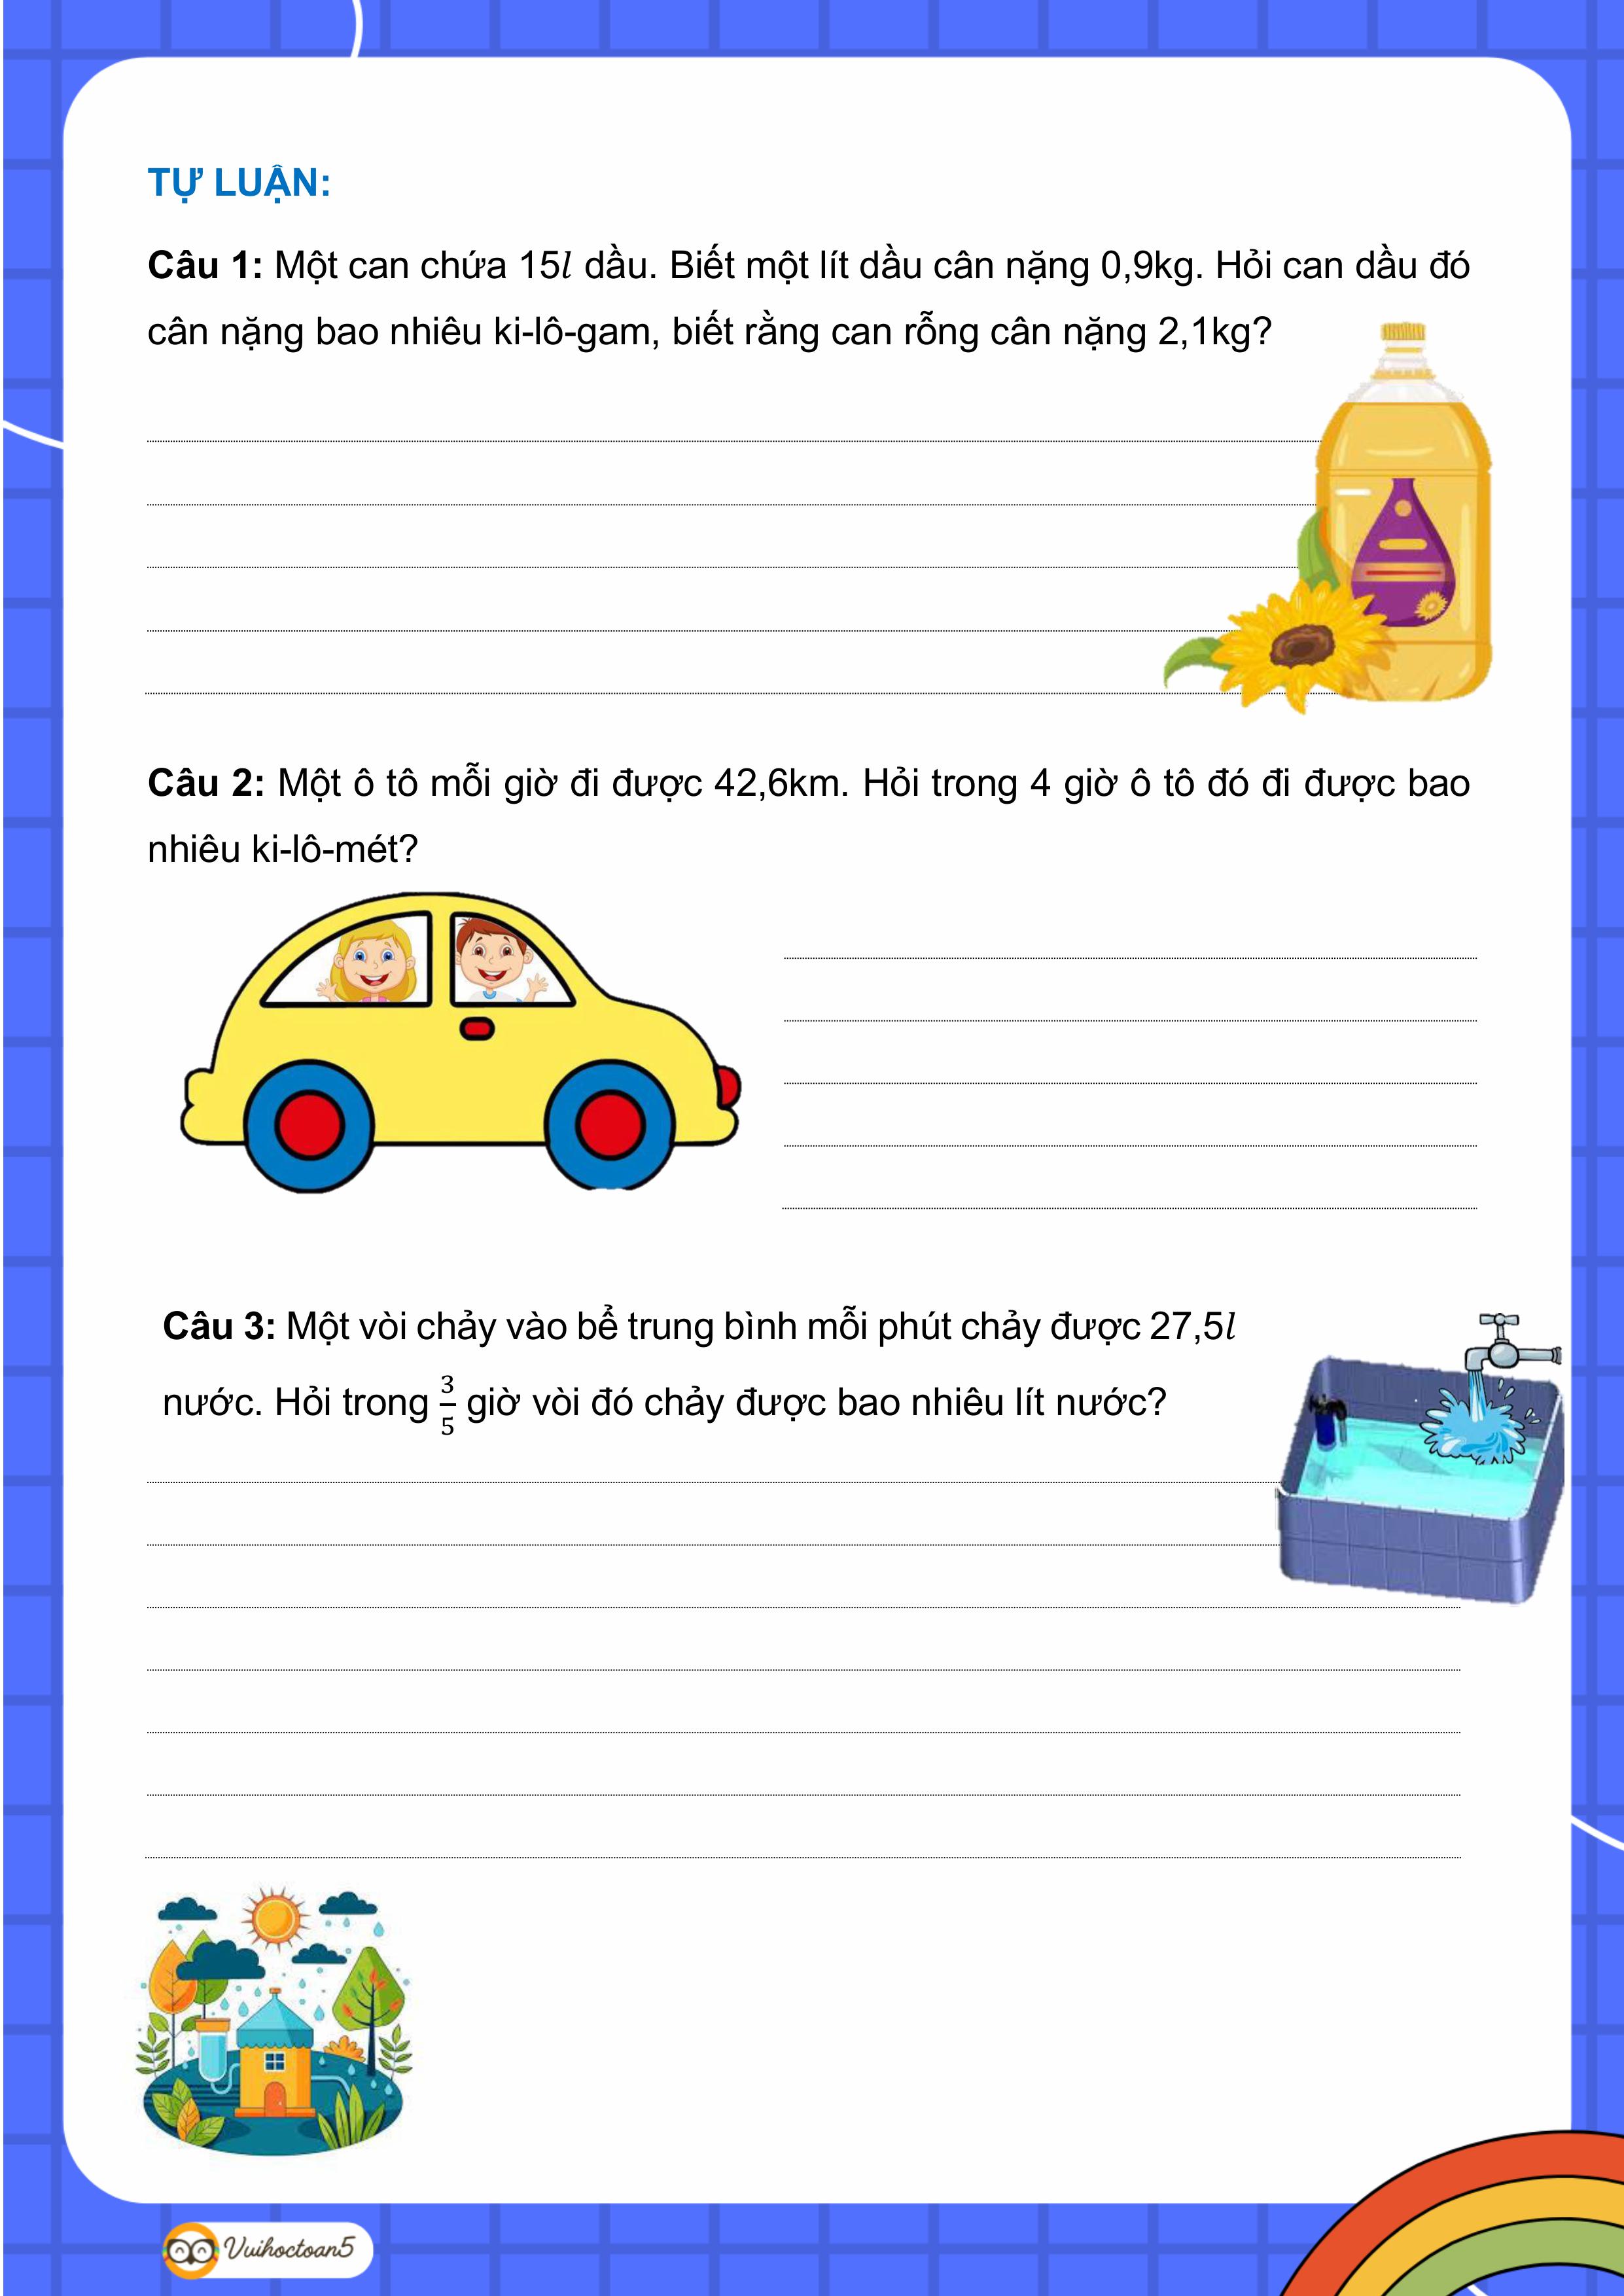 TỰ LUẬN:
Câu 1: Một can chứa 15l dầu. Biết một lít dầu cân nặng 0,9kg. Hỏi can dầu đó
cân nặng bao nhiêu ki-lô-gam, biết rằng can rỗng cân nặng 2,1kg?
Câu 2: Một ô tô mỗi giờ đi được 42,6km. Hỏi trong 4 giờ ô tô đó đi được bao
nhiêu ki-lô-mét?
Câu 3: Một vòi chảy vào bể trung bình mỗi phút chảy được 27,5l
nước. Hỏi trong 3/5 giờ vòi đó chảy được bao nhiêu lít nước?
Vuihoctoan5